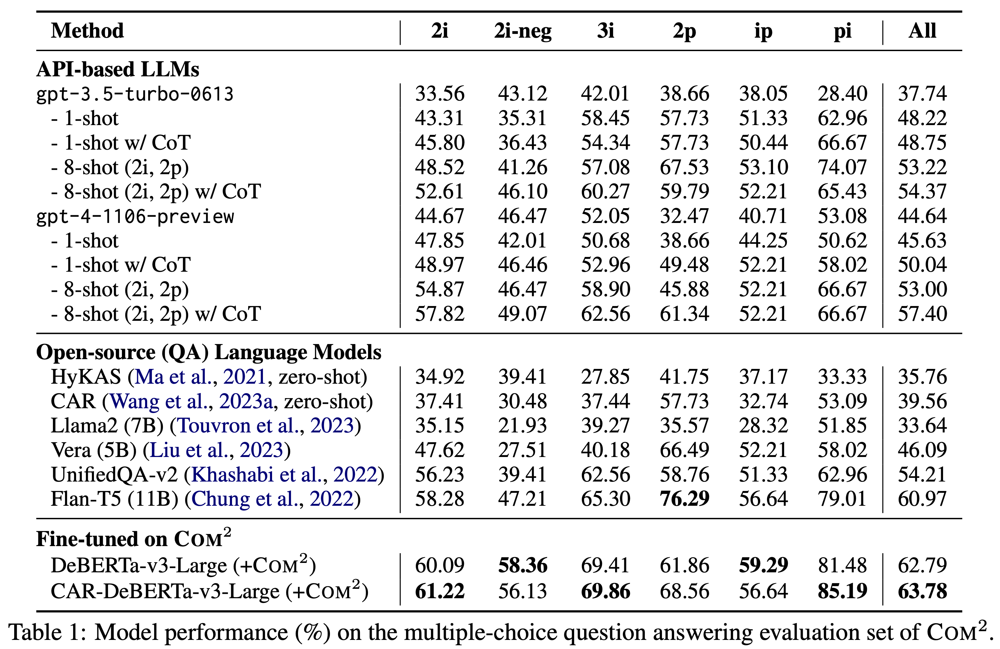 Method 2i 2i-neg 3i 2p ip pi All
API-based LLMs
gpt-3.5-turbo-0613 33.56 43.12 42.01 38.66 38.05 28.40 37.74
- 1-shot 43.31 35.31 58.45 57.73 51.33 62.96 48.22
- 1-shot w/ CoT 45.80 36.43 54.34 57.73 50.44 66.67 48.75
- 8-shot (2i, 2p) 48.52 41.26 57.08 67.53 53.10 74.07 53.22
- 8-shot (2i, 2p) w/ CoT 52.61 46.10 60.27 59.79 52.21 65.43 54.37
gpt-4-1106-preview 44.67 46.47 52.05 32.47 40.71 53.08 44.64
- 1-shot 47.85 42.01 50.68 38.66 44.25 50.62 45.63
- 1-shot w/ CoT 48.97 46.46 52.96 49.48 52.21 58.02 50.04
- 8-shot (2i, 2p) 54.87 46.47 58.90 45.88 52.21 66.67 53.00
- 8-shot (2i, 2p) w/ CoT 57.82 49.07 62.56 61.34 52.21 66.67 57.40
Open-source (QA) Language Models
HyKAS (Ma et al., 2021, zero-shot) 34.92 39.41 27.85 41.75 37.17 33.33 35.76
CAR (Wang et al., 2023a, zero-shot) 37.41 30.48 37.44 57.73 32.74 53.09 39.56
Llama2 (7B) (Touvron et al., 2023) 35.15 21.93 39.27 35.57 28.32 51.85 33.64
Vera (5B) (Liu et al., 2023) 47.62 27.51 40.18 66.49 52.21 58.02 46.09
UnifiedQA-v2 (Khashabi et al., 2022) 56.23 39.41 62.56 58.76 51.33 62.96 54.21
Flan-T5 (11B) (Chung et al., 2022) 58.28 47.21 65.30 76.29 56.64 79.01 60.97
Fine-tuned on COM²
DeBERTa-v3-Large (+COM²) 60.09 58.36 69.41 61.86 59.29 81.48 62.79
CAR-DeBERTa-v3-Large (+COM²) 61.22 56.13 69.86 68.56 56.64 85.19 63.78
Table 1: Model performance (%) on the multiple-choice question answering evaluation set of COM².